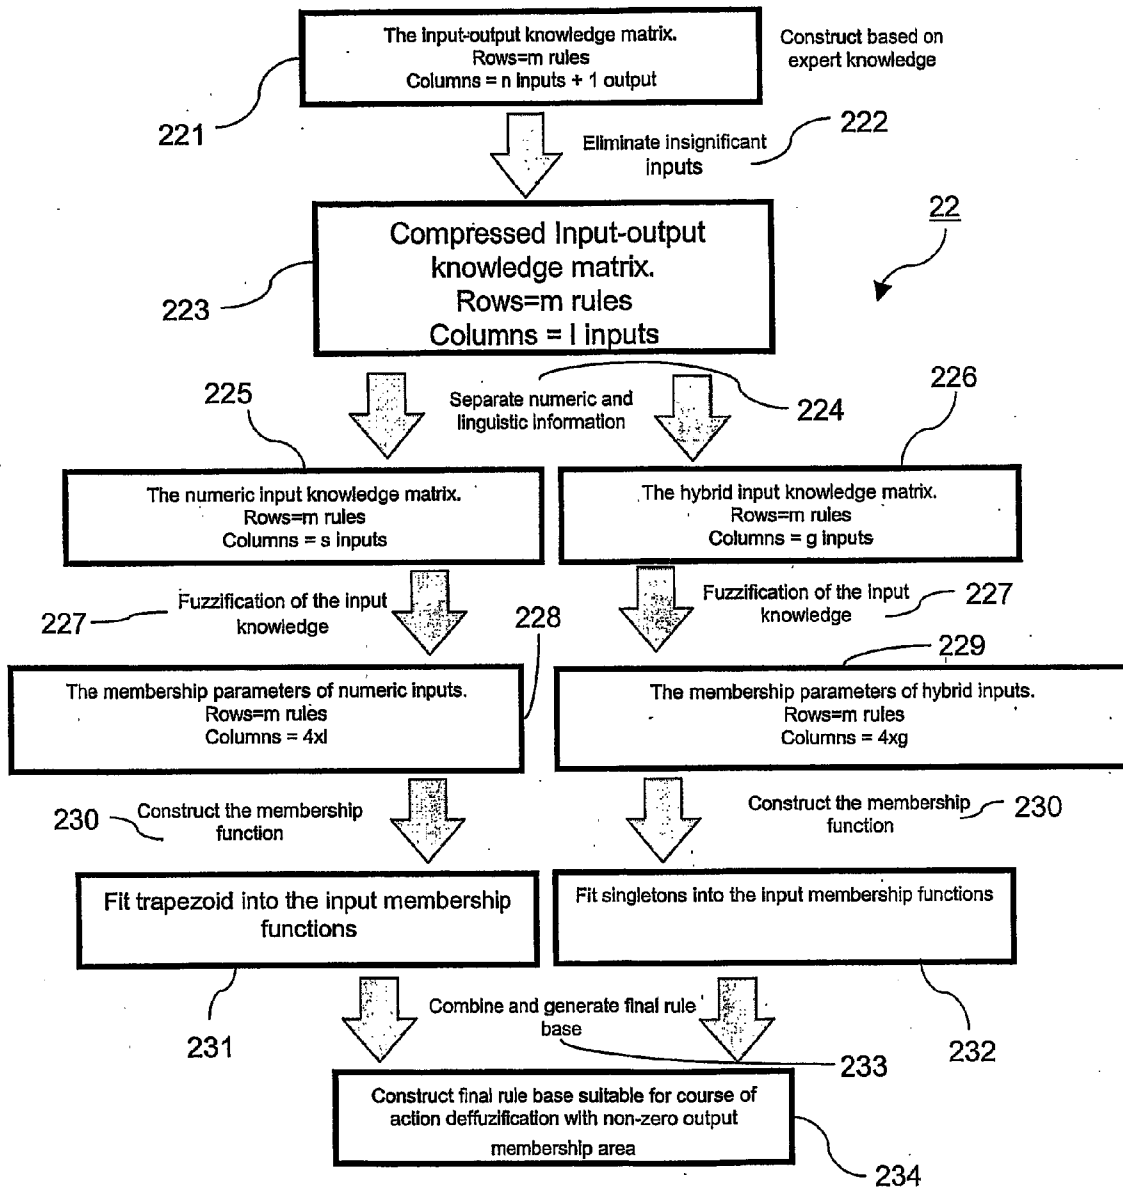 The input-output knowledge matrix.
Rows=m rules
Columns = n inputs + 1 output
Construct based on
expert knowledge
221
Eliminate insignificant
inputs
222
22
Compressed Input-output
knowledge matrix.
Rows=m rules
Columns = l inputs
223
Separate numeric and
linguistic information
224
225
226
The numeric input knowledge matrix.
Rows=m rules
Columns = s inputs
The hybrid input knowledge matrix.
Rows=m rules
Columns = g inputs
227
Fuzzification of the input
knowledge
228
Fuzzification of the input
knowledge
227
229
The membership parameters of numeric inputs.
Rows=m rules
Columns = 4xl
The membership parameters of hybrid inputs.
Rows=m rules
Columns = 4xg
230
Construct the membership
function
Construct the membership
function
230
Fit trapezoid into the input membership
functions
Fit singletons into the input membership functions
231
Combine and generate final rule
base
232
233
Construct final rule base suitable for course of
action deffuzification with non-zero output
membership area
234